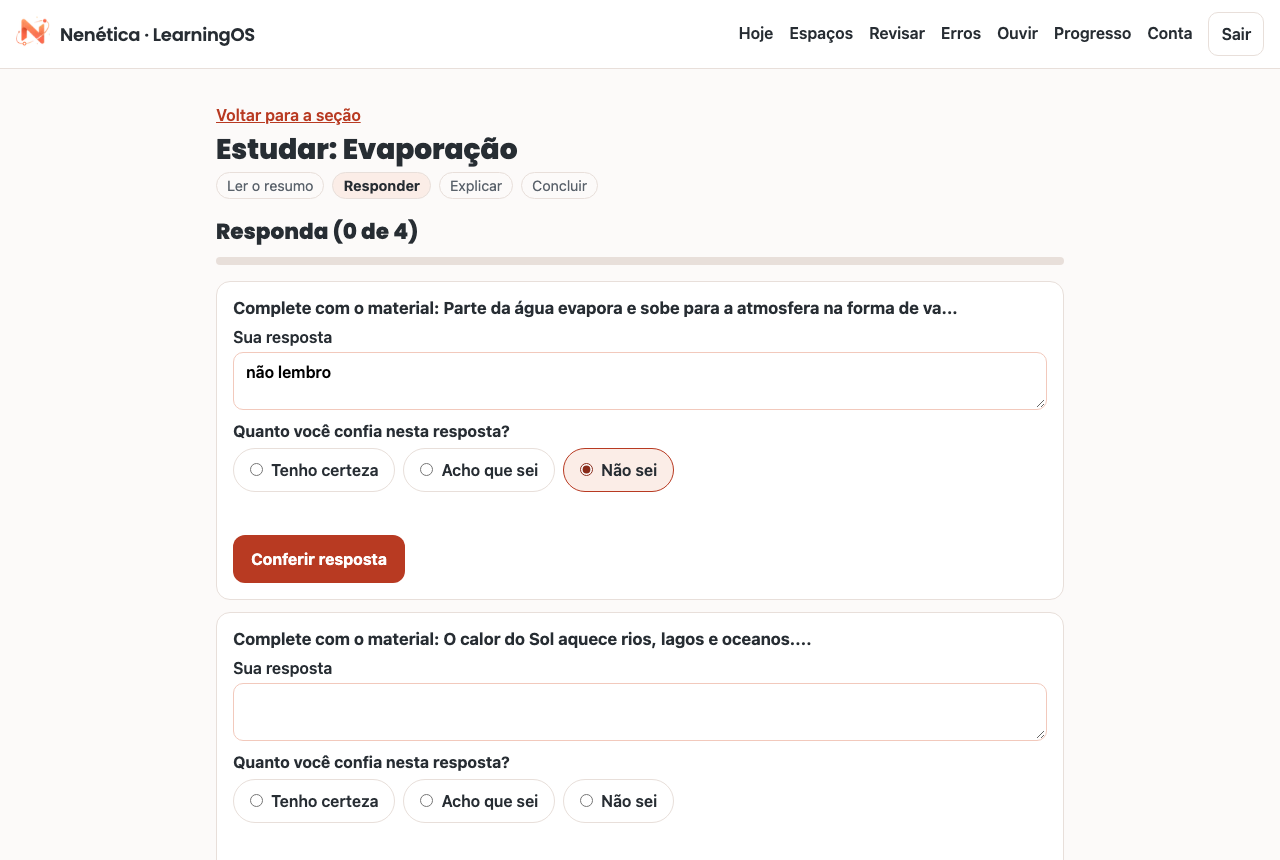 Nenética · LearningOS
Hoje Espaços Revisar Erros Ouvir Progresso Conta Sair
Voltar para a seção
Estudar: Evaporação
Ler o resumo Responder Explicar Concluir
Responda (0 de 4)
Complete com o material: Parte da água evapora e sobe para a atmosfera na forma de va...
Sua resposta
não lembro
Quanto você confia nesta resposta?
Tenho certeza Acho que sei Não sei
Conferir resposta
Complete com o material: O calor do Sol aquece rios, lagos e oceanos....
Sua resposta
Quanto você confia nesta resposta?
Tenho certeza Acho que sei Não sei